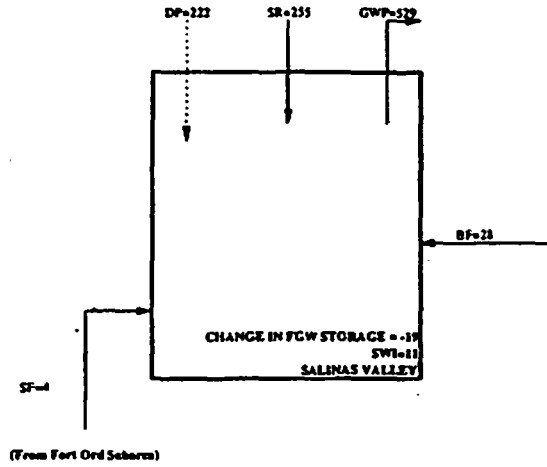 DP=222 SR=255 GWP=529
BF=28
CHANGE IN FGW STORAGE = -19
SWI=11
SALINAS VALLEY
SF=4
(From Fort Ord Subarea)